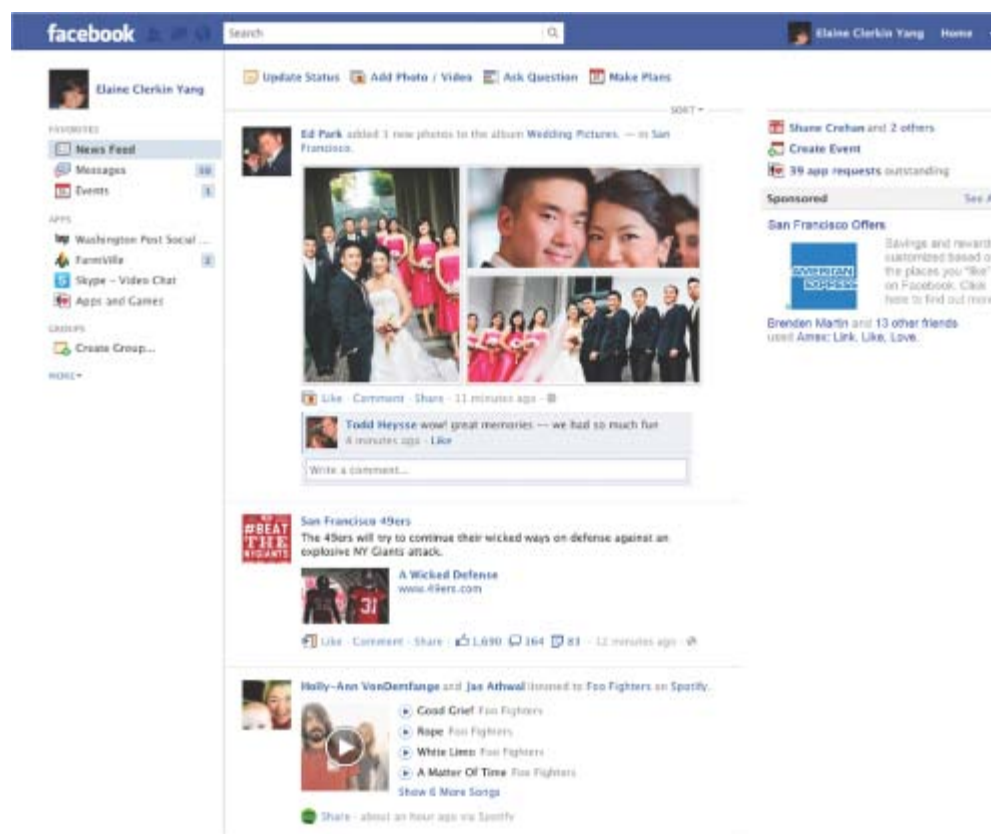 facebook
Search
Elaine Clerkin Yang Home
Elaine Clerkin Yang
FAVORITES
News Feed
Messages 10
Events 1
APPS
Washington Post Social ...
FarmVille 2
Skype – Video Chat
Apps and Games
GROUPS
Create Group...
MORE
Update Status Add Photo / Video Ask Question Make Plans
SORT
Ed Park added 3 new photos to the album Wedding Pictures. — in San
Francisco.
Like · Comment · Share · 11 minutes ago ·
Todd Heysse wow! great memories -- we had so much fun
4 minutes ago · Like
Write a comment...
#BEAT
THE
NYGIANTS
San Francisco 49ers
The 49ers will try to continue their wicked ways on defense against an
explosive NY Giants attack.
31
A Wicked Defense
www.49ers.com
Like · Comment · Share · 1,690 364 83 · 12 minutes ago ·
Holly-Ann and Jas Athwal listened to Foo Fighters on Spotify.
Good Grief Foo Fighters
Rope Foo Fighters
White Limo Foo Fighters
A Matter Of Time Foo Fighters
Show 6 More Songs
Share · about an hour ago via Spotify
Shane Crehan and 2 others
Create Event
39 app requests outstanding
Sponsored See A
San Francisco Offers
AMERICAN
EXPRESS
Savings and reward
customized based o
the places you "like"
on Facebook. Click
here to find out more
Brenden Martin and 13 other friends
used Amex: Link, Like, Love.